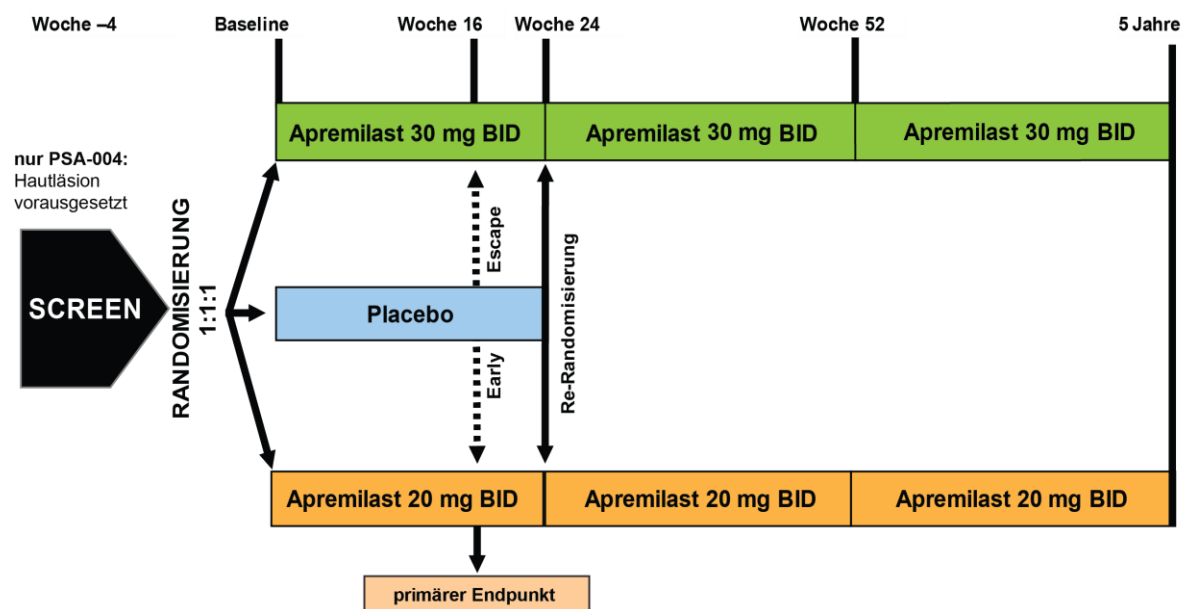 Woche –4
Baseline
Woche 16
Woche 24
Woche 52
5 Jahre
Apremilast 30 mg BID
Apremilast 30 mg BID
Apremilast 30 mg BID
nur PSA-004:
Hautläsion
vorausgesetzt
SCREEN
RANDOMISIERUNG
1:1:1
Placebo
Escape
Early
Re-Randomisierung
Apremilast 20 mg BID
Apremilast 20 mg BID
Apremilast 20 mg BID
primärer Endpunkt